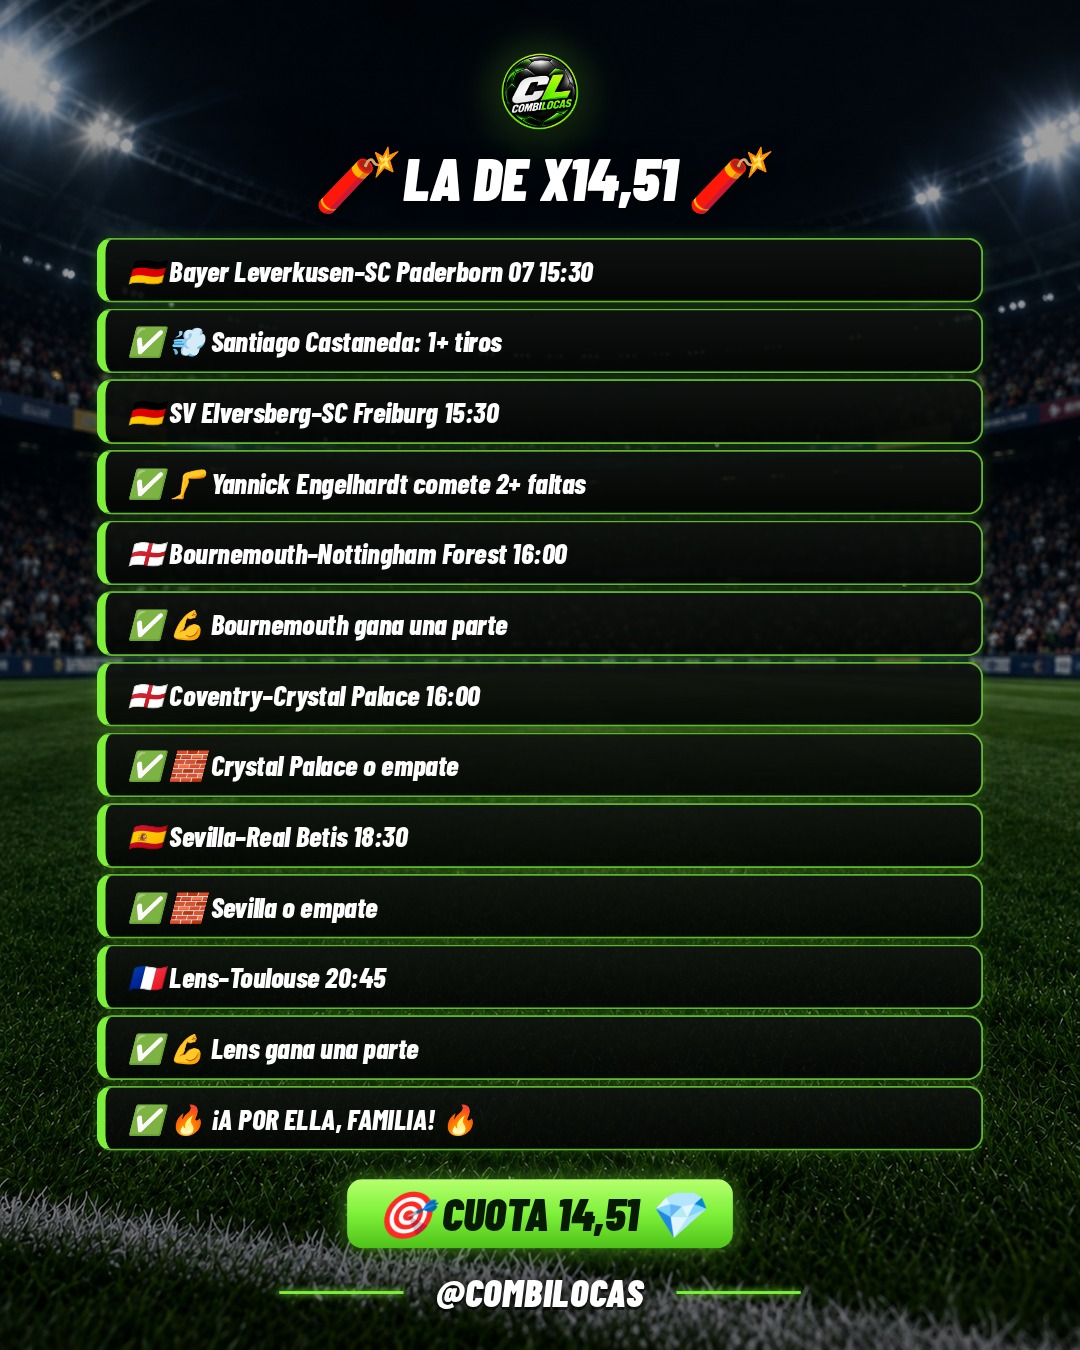 CL
COMBILOCAS
🧨 LA DE X14,51 🧨
🇩🇪 Bayer Leverkusen-SC Paderborn 07 15:30
✅ 💨 Santiago Castaneda: 1+ tiros
🇩🇪 SV Elversberg-SC Freiburg 15:30
✅ 🦵 Yannick Engelhardt comete 2+ faltas
🏴󠁧󠁢󠁥󠁮󠁧󠁿 Bournemouth-Nottingham Forest 16:00
✅ 💪 Bournemouth gana una parte
🏴󠁧󠁢󠁥󠁮󠁧󠁿 Coventry-Crystal Palace 16:00
✅ 🧱 Crystal Palace o empate
🇪🇸 Sevilla-Real Betis 18:30
✅ 🧱 Sevilla o empate
🇫🇷 Lens-Toulouse 20:45
✅ 💪 Lens gana una parte
✅ 🔥 ¡A POR ELLA, FAMILIA! 🔥
🎯 CUOTA 14,51 💎
@COMBILOCAS